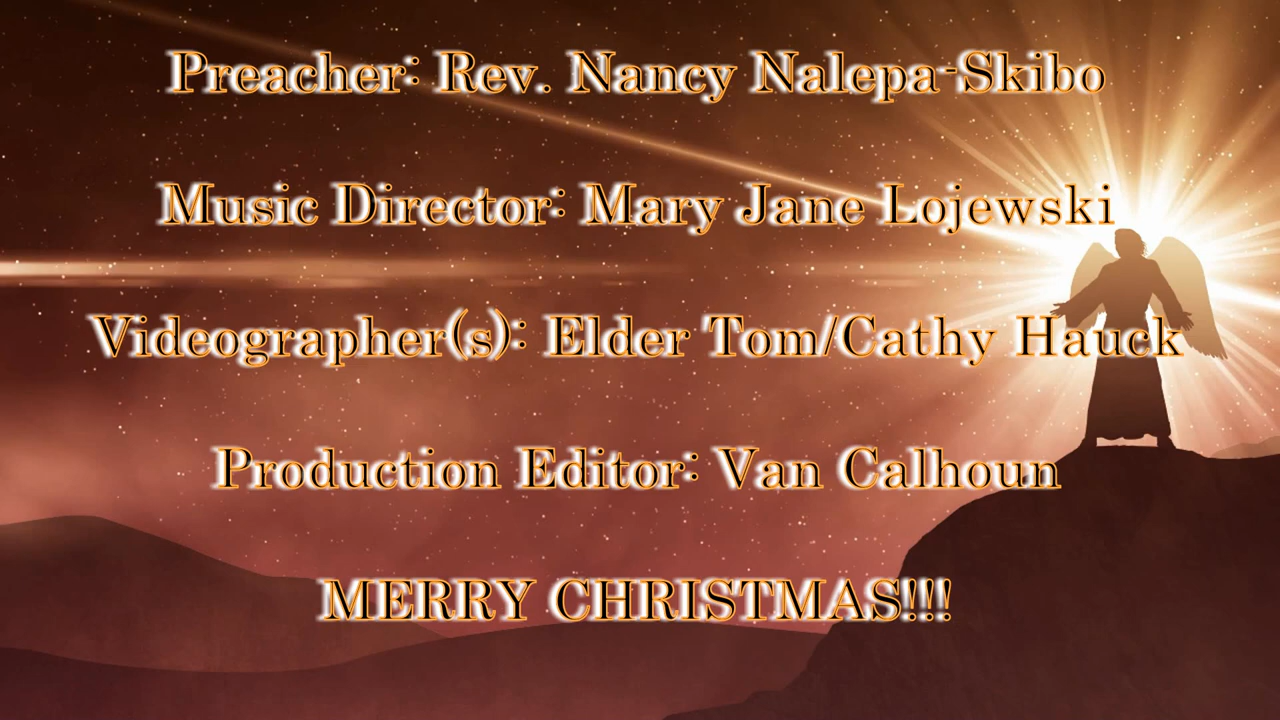 Preacher: Rev. Nancy Nalepa-Skibo
Music Director: Mary Jane Lojewski
Videographer(s): Elder Tom/Cathy Hauck
Production Editor: Van Calhoun
MERRY CHRISTMAS!!!